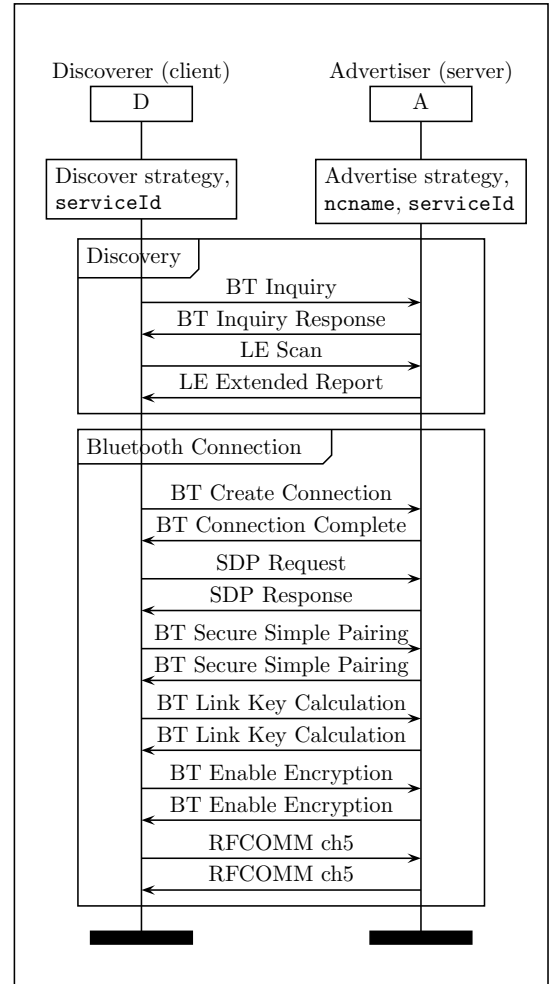 Discoverer (client)
Advertiser (server)
D
A
Discover strategy,
serviceId
Advertise strategy,
ncname, serviceId
Discovery
BT Inquiry
BT Inquiry Response
LE Scan
LE Extended Report
Bluetooth Connection
BT Create Connection
BT Connection Complete
SDP Request
SDP Response
BT Secure Simple Pairing
BT Secure Simple Pairing
BT Link Key Calculation
BT Link Key Calculation
BT Enable Encryption
BT Enable Encryption
RFCOMM ch5
RFCOMM ch5